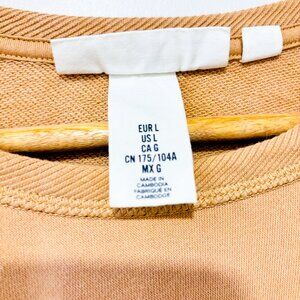 EUR L
US L
CA G
CN 175/104A
MX G
MADE IN
CAMBODIA
FABRIQUÉ EN
CAMBODGE